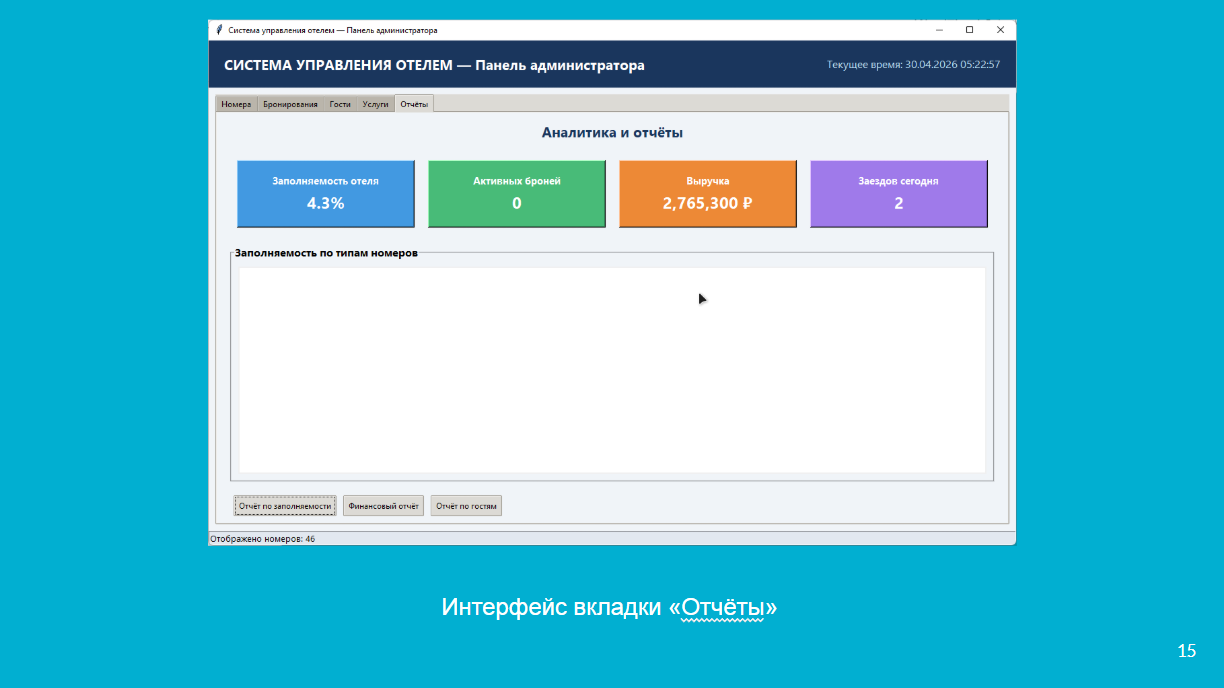 Система управления отелем — Панель администратора
СИСТЕМА УПРАВЛЕНИЯ ОТЕЛЕМ — Панель администратора
Текущее время: 30.04.2026 05:22:57
Номера Бронирования Гости Услуги Отчёты
Аналитика и отчёты
Заполняемость отеля
4.3%
Активных броней
0
Выручка
2,765,300 ₽
Заездов сегодня
2
Заполняемость по типам номеров
Отчёт по заполняемости Финансовый отчёт Отчёт по гостям
Отображено номеров: 46
Интерфейс вкладки «Отчёты»
15